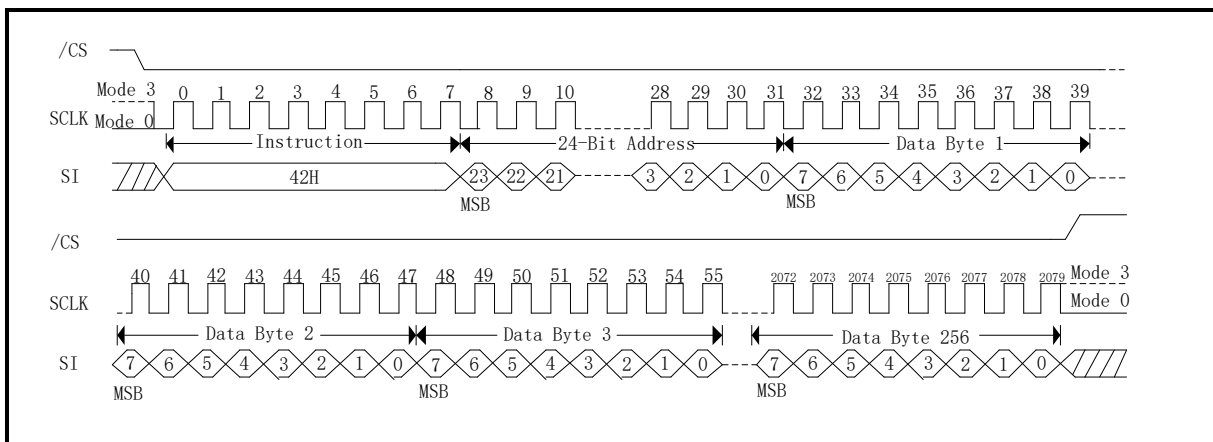 /CS
Mode 3 0 1 2 3 4 5 6 7 8 9 10 28 29 30 31 32 33 34 35 36 37 38 39
SCLK Mode 0
Instruction 24-Bit Address Data Byte 1
SI 42H 23 22 21 3 2 1 0 7 6 5 4 3 2 1 0
MSB MSB
/CS
40 41 42 43 44 45 46 47 48 49 50 51 52 53 54 55 2072 2073 2074 2075 2076 2077 2078 2079 Mode 3
SCLK Mode 0
Data Byte 2 Data Byte 3 Data Byte 256
SI 7 6 5 4 3 2 1 0 7 6 5 4 3 2 1 0 7 6 5 4 3 2 1 0
MSB MSB MSB